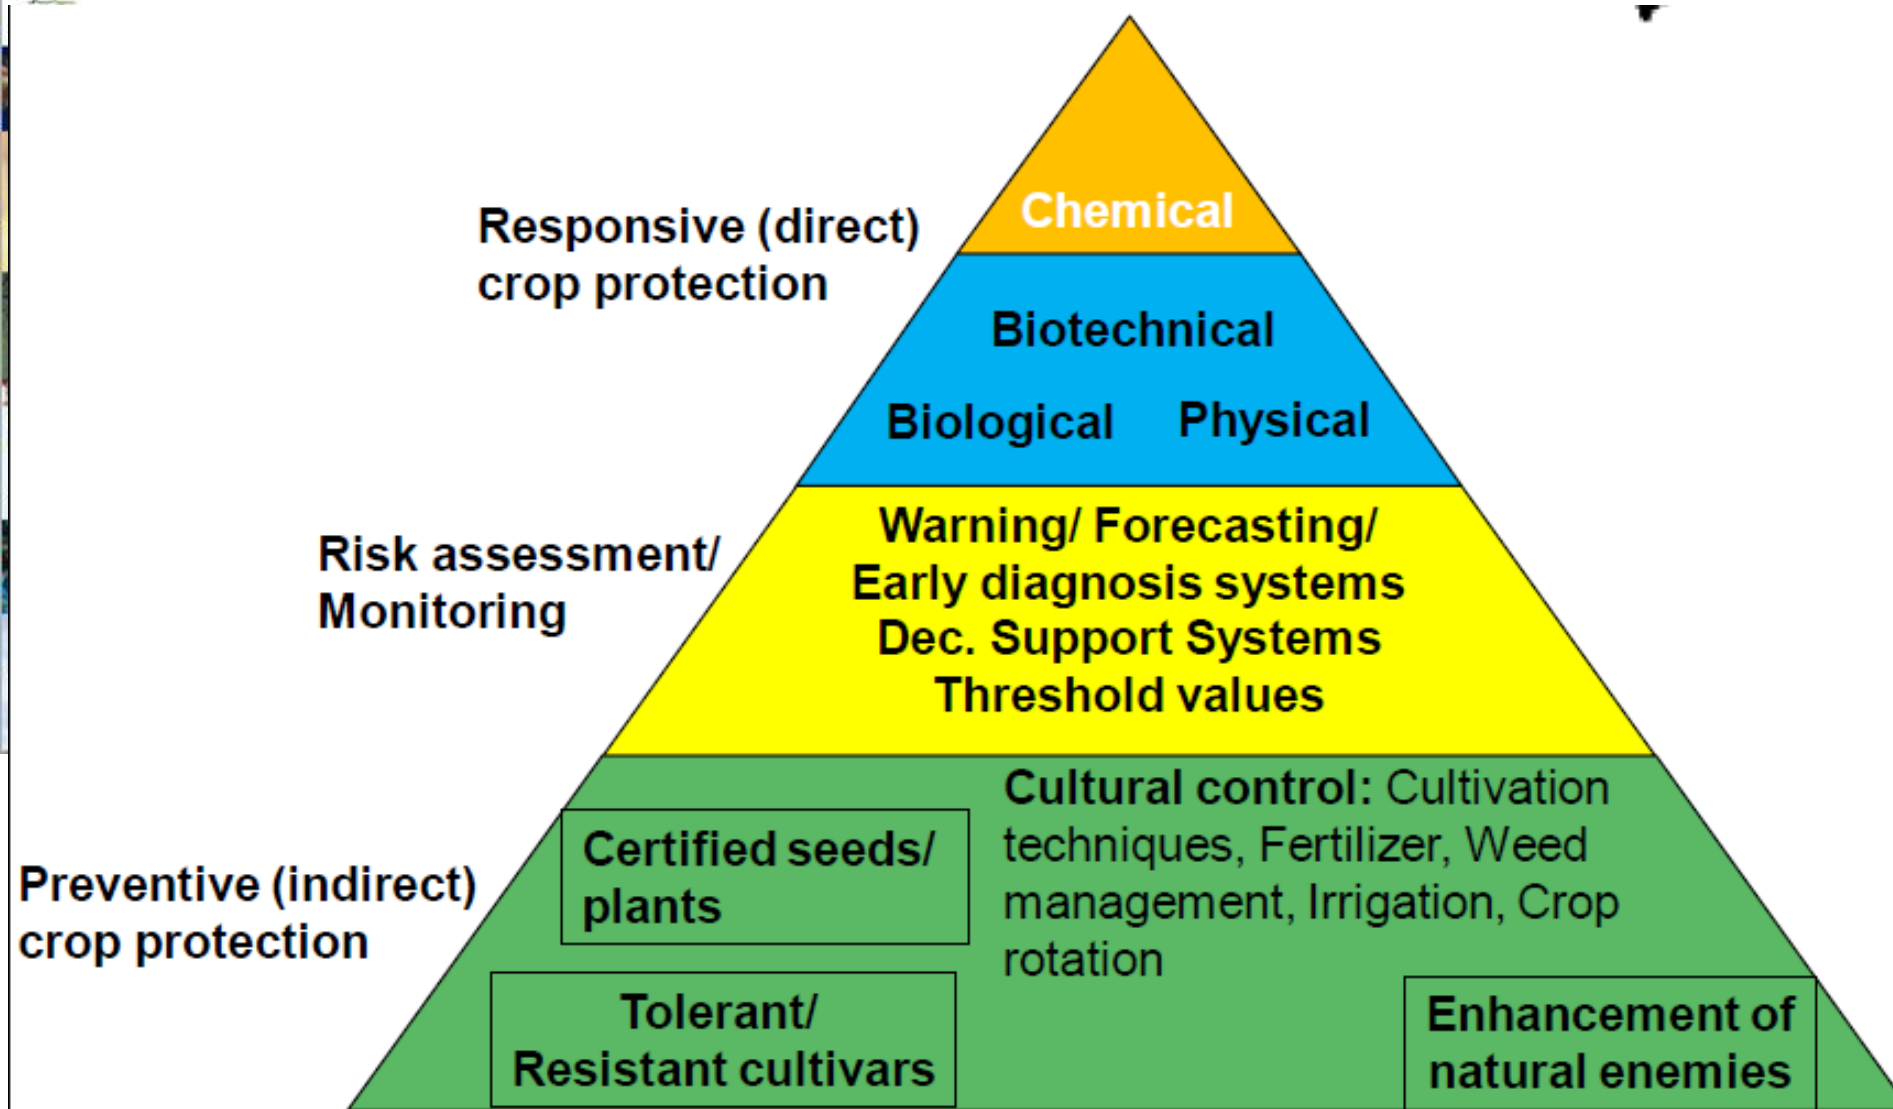 Chemical
Responsive (direct)
crop protection
Biotechnical
Biological Physical
Risk assessment/
Monitoring
Warning/ Forecasting/
Early diagnosis systems
Dec. Support Systems
Threshold values
Preventive (indirect)
crop protection
Certified seeds/
plants
Tolerant/
Resistant cultivars
Cultural control: Cultivation
techniques, Fertilizer, Weed
management, Irrigation, Crop
rotation
Enhancement of
natural enemies